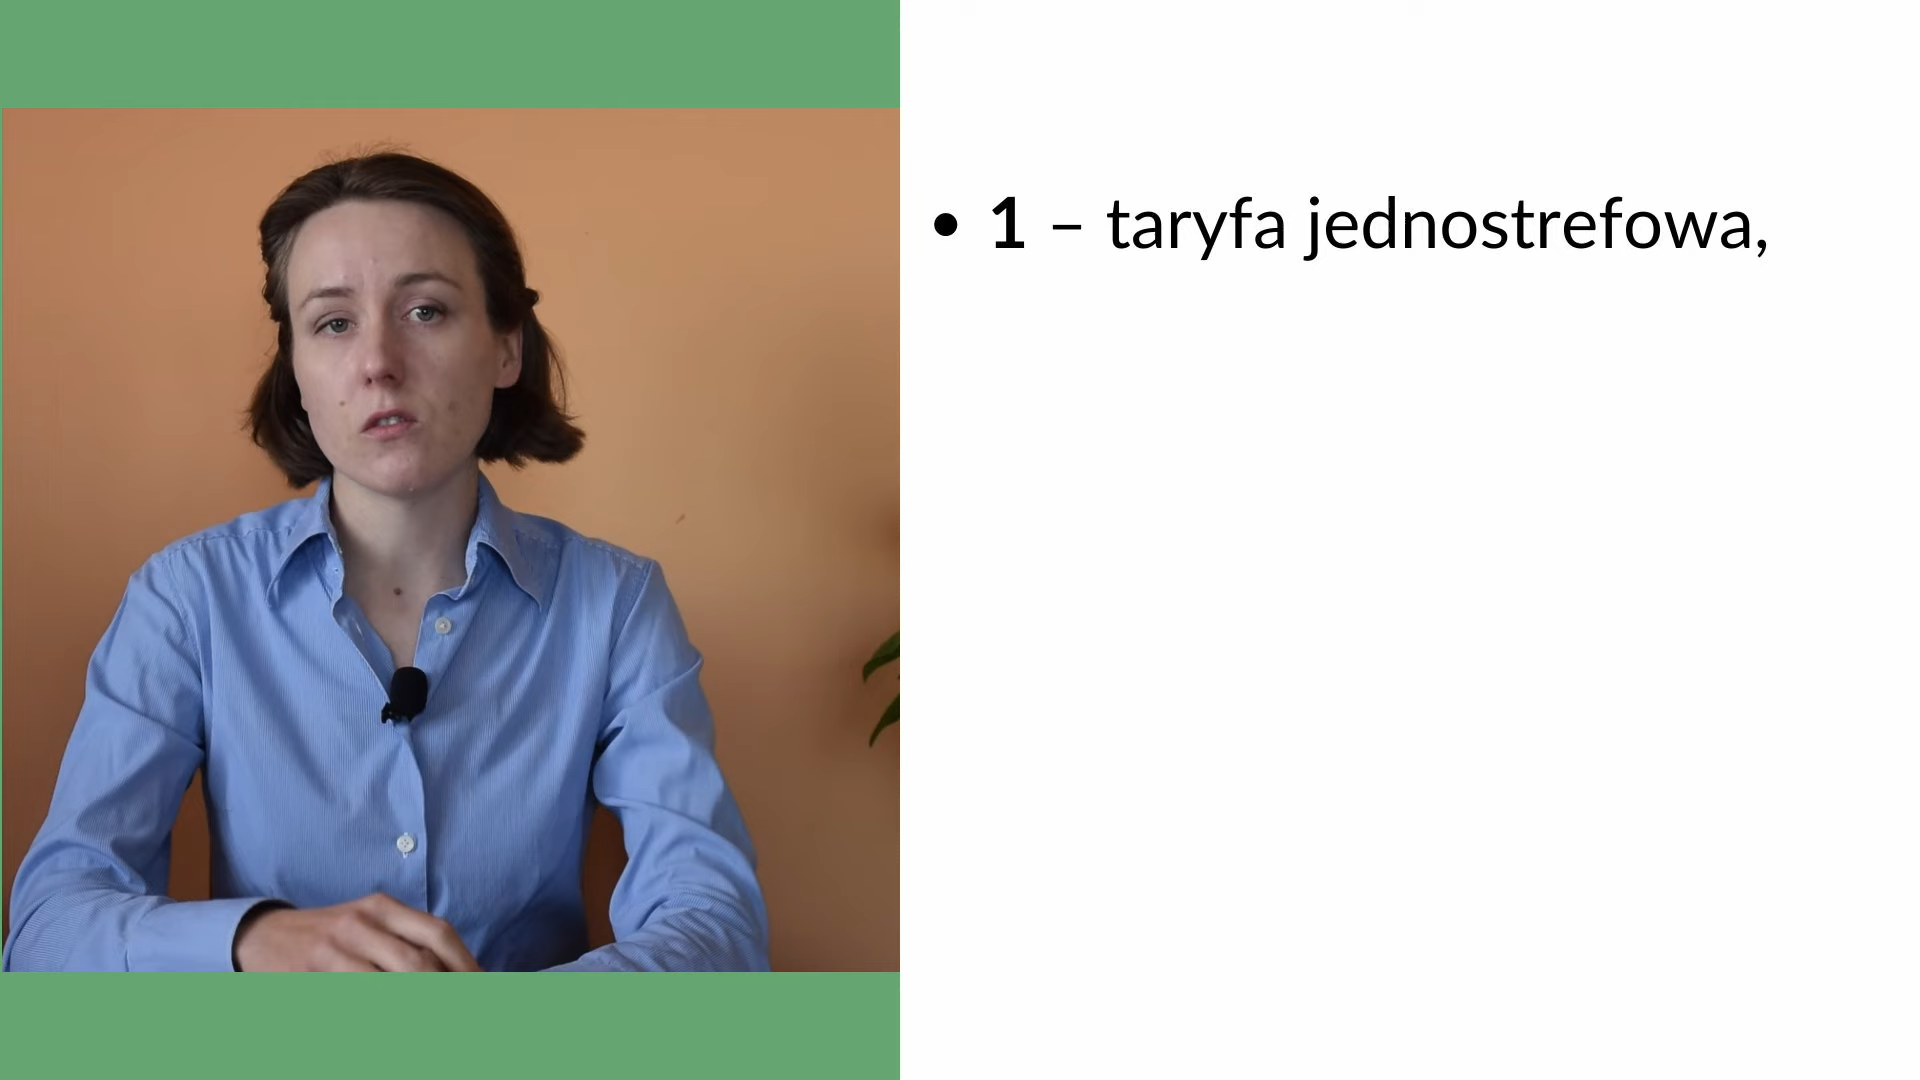 • 1 – taryfa jednostrefowa,